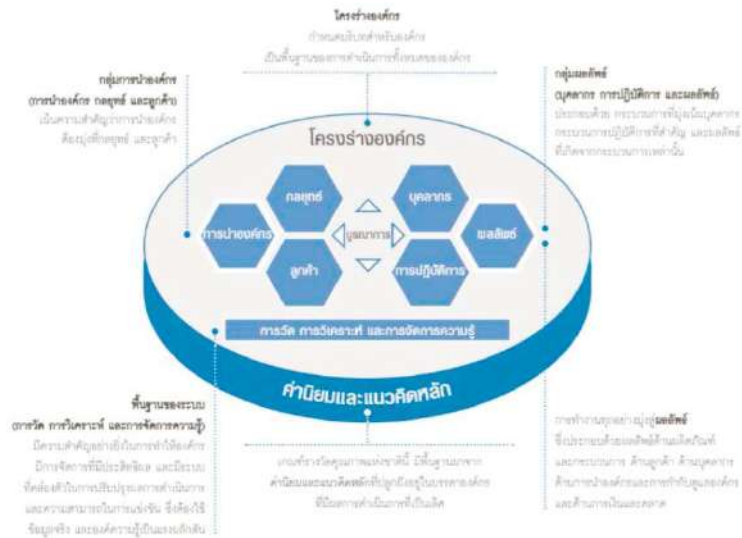 โครงร่างองค์กร
กำหนดบริบทสำหรับองค์กร
เป็นพื้นฐานของการดำเนินการทั้งหมดขององค์กร
กลุ่มการนำองค์กร
(การนำองค์กร กลยุทธ์ และลูกค้า)
เน้นความสำคัญว่าการนำองค์กร
ต้องมุ่งที่กลยุทธ์ และลูกค้า
กลุ่มผลลัพธ์
(บุคลากร การปฏิบัติการ และผลลัพธ์)
ประกอบด้วย กระบวนการที่มุ่งเน้นบุคลากร
กระบวนการปฏิบัติการที่สำคัญ และผลลัพธ์
ที่เกิดจากกระบวนการเหล่านั้น
โครงร่างองค์กร
กลยุทธ์
บุคลากร
การนำองค์กร
บูรณาการ
ผลลัพธ์
ลูกค้า
การปฏิบัติการ
การวัด การวิเคราะห์ และการจัดการความรู้
ค่านิยมและแนวคิดหลัก
พื้นฐานของระบบ
(การวัด การวิเคราะห์ และการจัดการความรู้)
มีความสำคัญอย่างยิ่งในการทำให้องค์กร
มีการจัดการที่มีประสิทธิผล และมีระบบ
ที่คล่องตัวในการปรับปรุงผลการดำเนินการ
และความสามารถในการแข่งขัน ซึ่งต้องใช้
ข้อมูลจริง และองค์ความรู้เป็นแรงผลักดัน
เกณฑ์รางวัลคุณภาพแห่งชาตินี้ มีพื้นฐานมาจาก
ค่านิยมและแนวคิดหลักที่ปลูกฝังอยู่ในบรรดาองค์กร
ที่มีผลการดำเนินการที่เป็นเลิศ
การทำงานทุกอย่างมุ่งสู่ผลลัพธ์
ซึ่งประกอบด้วยผลลัพธ์ด้านผลิตภัณฑ์
และกระบวนการ ด้านลูกค้า ด้านบุคลากร
ด้านการนำองค์กรและการกำกับดูแลองค์กร
และด้านการเงินและตลาด